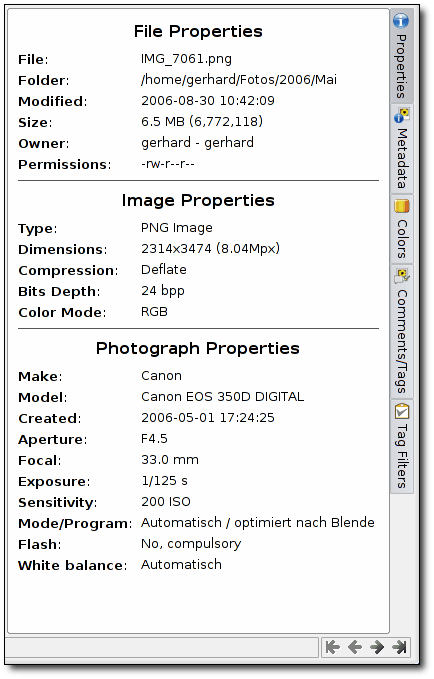 File Properties
File: IMG_7061.png
Folder: /home/gerhard/Fotos/2006/Mai
Modified: 2006-08-30 10:42:09
Size: 6.5 MB (6,772,118)
Owner: gerhard - gerhard
Permissions: -rw-r--r--
Image Properties
Type: PNG Image
Dimensions: 2314x3474 (8.04Mpx)
Compression: Deflate
Bits Depth: 24 bpp
Color Mode: RGB
Photograph Properties
Make: Canon
Model: Canon EOS 350D DIGITAL
Created: 2006-05-01 17:24:25
Aperture: F4.5
Focal: 33.0 mm
Exposure: 1/125 s
Sensitivity: 200 ISO
Mode/Program: Automatisch / optimiert nach Blende
Flash: No, compulsory
White balance: Automatisch
Properties
Metadata
Colors
Comments/Tags
Tag Filters